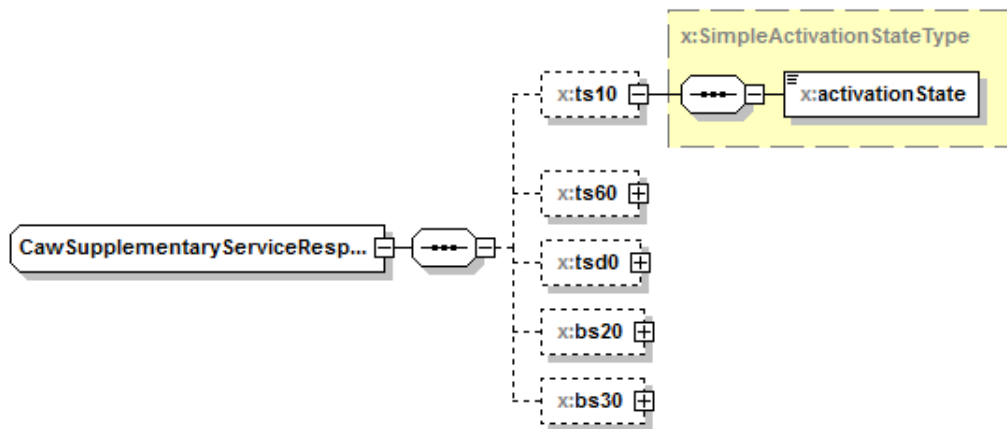 x:SimpleActivationStateType
x:ts10
x:activationState
x:ts60
CawSupplementaryServiceResp...
x:tsd0
x:bs20
x:bs30